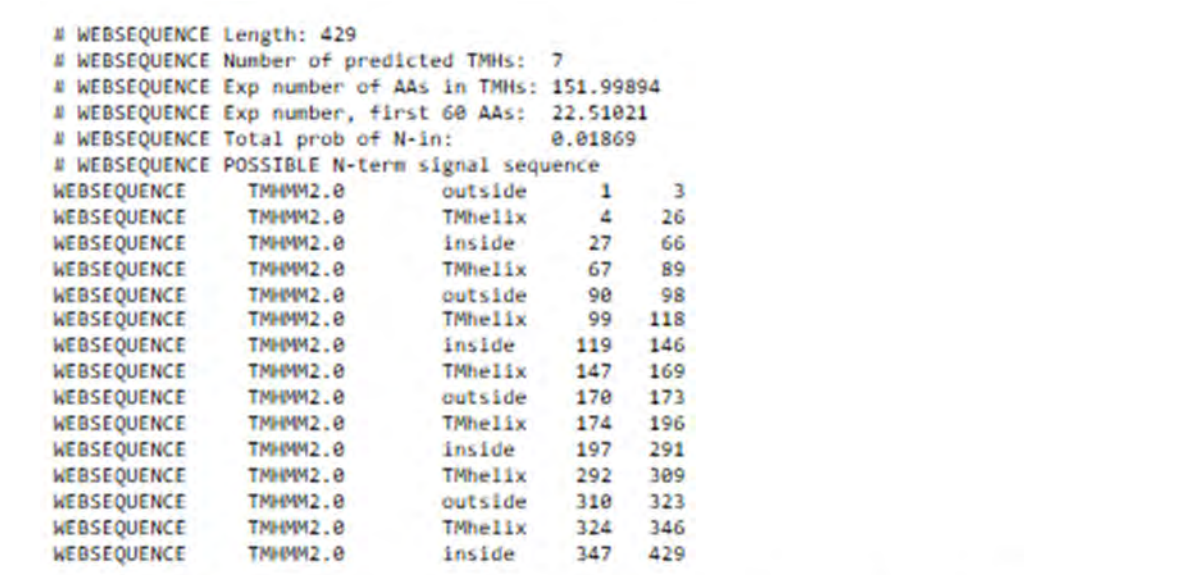 # WEBSEQUENCE Length: 429
# WEBSEQUENCE Number of predicted TMHs: 7
# WEBSEQUENCE Exp number of AAs in TMHs: 151.99894
# WEBSEQUENCE Exp number, first 60 AAs: 22.51021
# WEBSEQUENCE Total prob of N-in: 0.01869
# WEBSEQUENCE POSSIBLE N-term signal sequence
WEBSEQUENCE TMHMM2.0 outside 1 3
WEBSEQUENCE TMHMM2.0 TMhelix 4 26
WEBSEQUENCE TMHMM2.0 inside 27 66
WEBSEQUENCE TMHMM2.0 TMhelix 67 89
WEBSEQUENCE TMHMM2.0 outside 90 98
WEBSEQUENCE TMHMM2.0 TMhelix 99 118
WEBSEQUENCE TMHMM2.0 inside 119 146
WEBSEQUENCE TMHMM2.0 TMhelix 147 169
WEBSEQUENCE TMHMM2.0 outside 170 173
WEBSEQUENCE TMHMM2.0 TMhelix 174 196
WEBSEQUENCE TMHMM2.0 inside 197 291
WEBSEQUENCE TMHMM2.0 TMhelix 292 309
WEBSEQUENCE TMHMM2.0 outside 310 323
WEBSEQUENCE TMHMM2.0 TMhelix 324 346
WEBSEQUENCE TMHMM2.0 inside 347 429